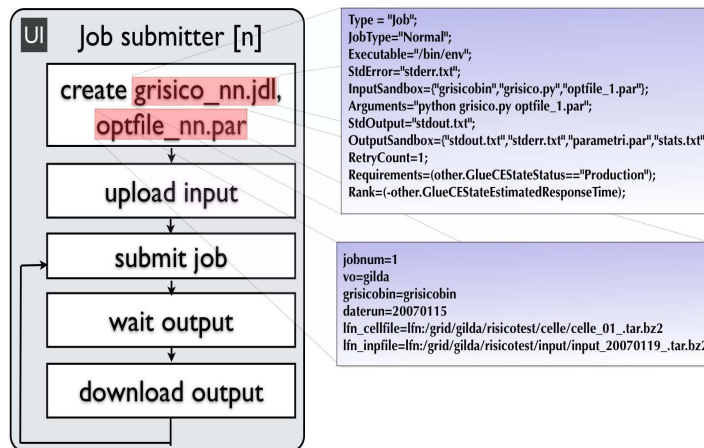 UI Job submitter [n]
create grisico_nn.jdl,
optfile_nn.par
upload input
submit job
wait output
download output
Type = "Job";
JobType="Normal";
Executable="/bin/env";
StdError="stderr.txt";
InputSandbox={"grisicobin","grisico.py","optfile_1.par"};
Arguments="python grisico.py optfile_1.par";
StdOutput="stdout.txt";
OutputSandbox={"stdout.txt","stderr.txt","parametri.par","stats.txt"
RetryCount=1;
Requirements=(other.GlueCEStateStatus=="Production");
Rank=(-other.GlueCEStateEstimatedResponseTime);
jobnum=1
vo=gilda
grisicobin=grisicobin
daterun=20070115
lfn_cellfile=lfn:/grid/gilda/risicotest/celle/celle_01_.tar.bz2
lfn_inpfile=lfn:/grid/gilda/risicotest/input/input_20070119_.tar.bz2